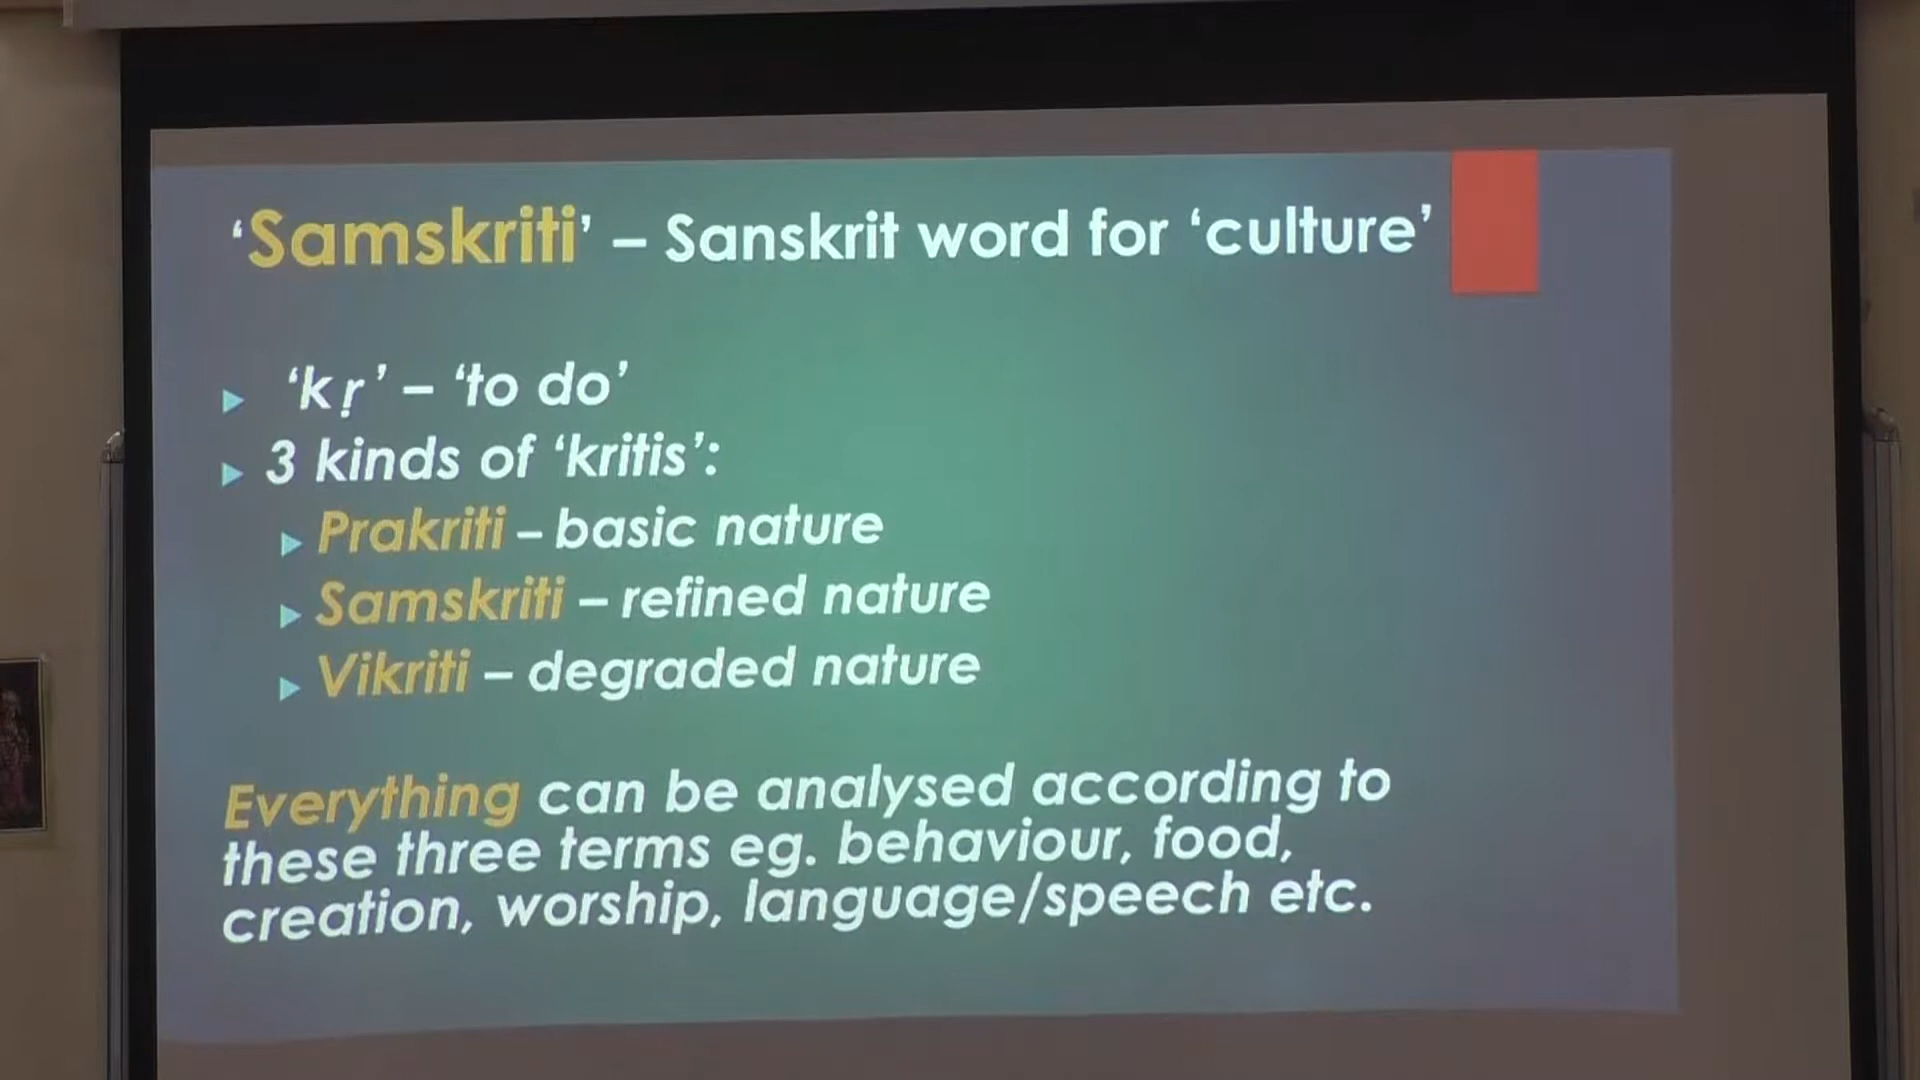 ‘Samskriti’ – Sanskrit word for ‘culture’
‘kṛ’ – ‘to do’
3 kinds of ‘kritis’:
Prakriti – basic nature
Samskriti – refined nature
Vikriti – degraded nature
Everything can be analysed according to
these three terms eg. behaviour, food,
creation, worship, language/speech etc.